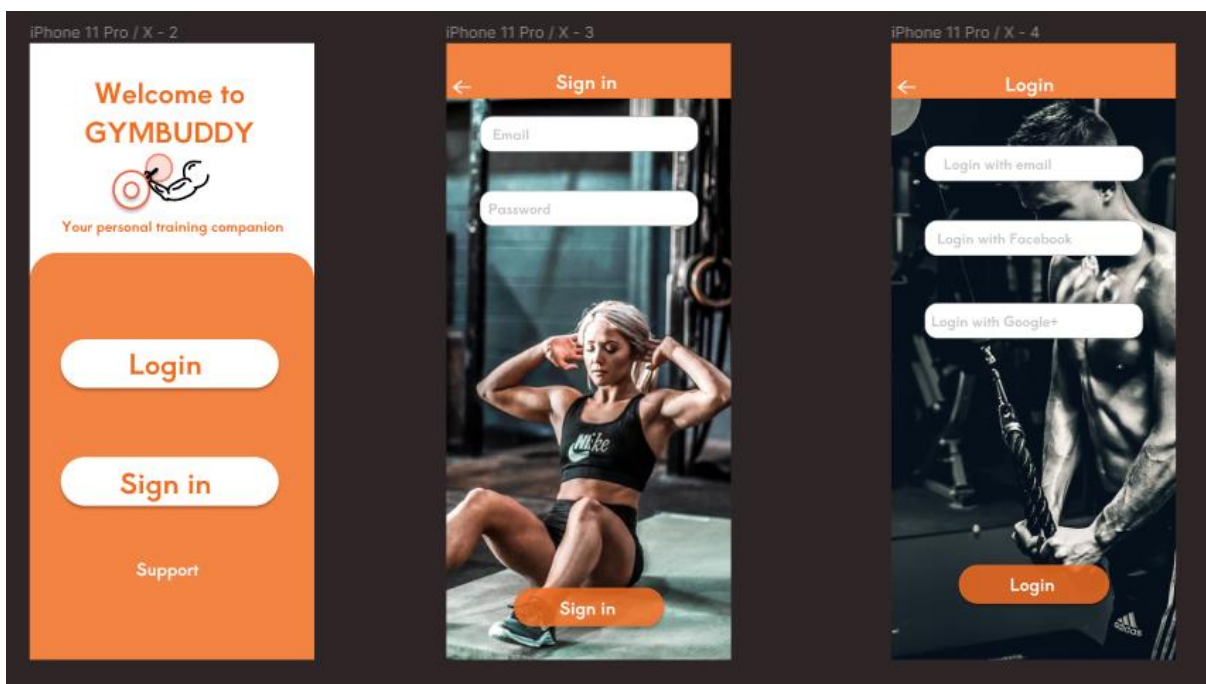 iPhone 11 Pro / X - 2
Welcome to
GYMBUDDY
Your personal training companion
Login
Sign in
Support
iPhone 11 Pro / X - 3
Sign in
Email
Password
Nike
Sign in
iPhone 11 Pro / X - 4
Login
Login with email
Login with Facebook
Login with Google+
Login
adidas